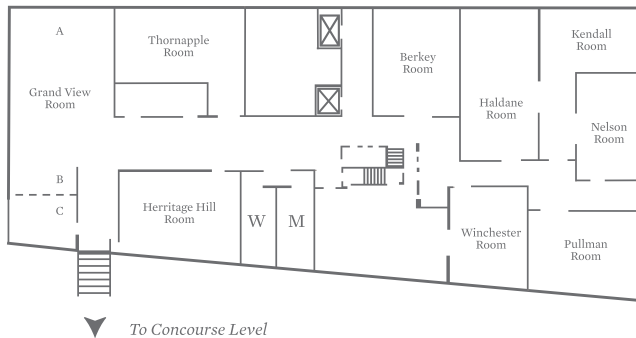 A
Thornapple
Room
Kendall
Room
Berkey
Room
Grand View
Room
Haldane
Room
Nelson
Room
B
C
Herritage Hill
Room
W
M
Winchester
Room
Pullman
Room
To Concourse Level